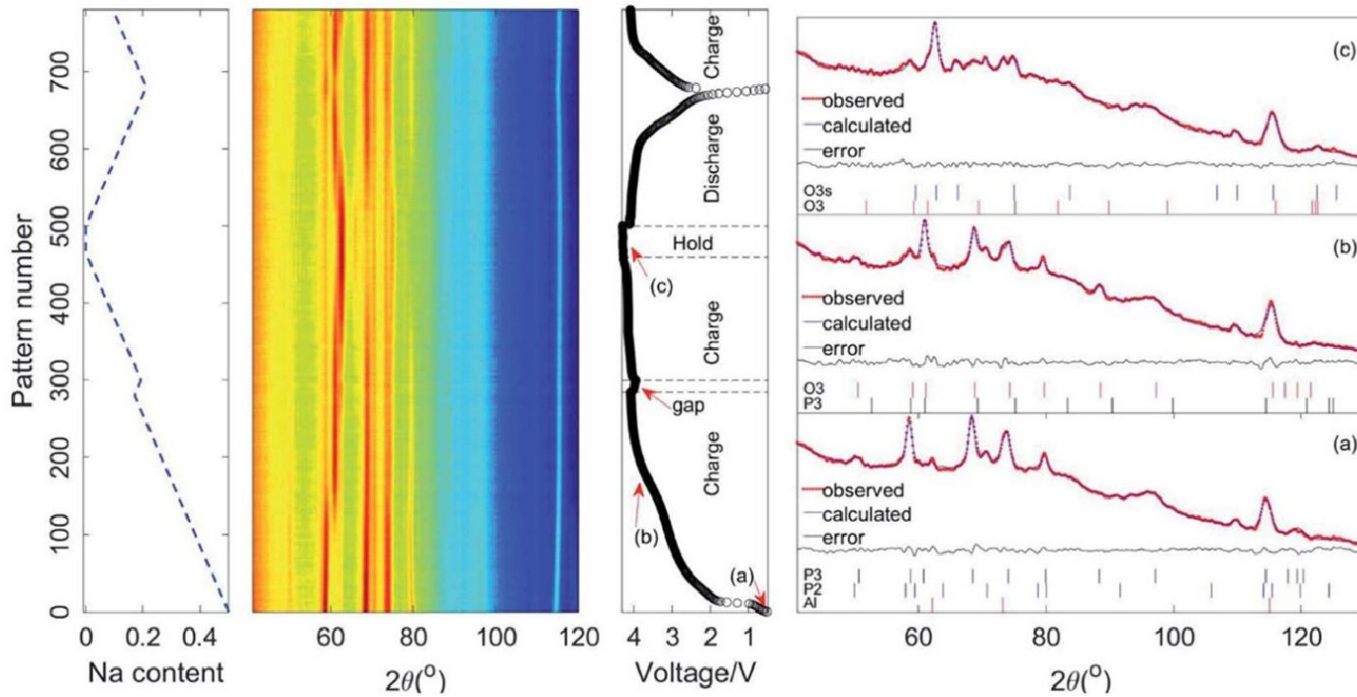 Pattern number
0
100
200
300
400
500
600
700
0
0.2
0.4
Na content
60
80
100
120
2θ(°)
Charge
Discharge
Hold
(c)
Charge
gap
Charge
(b)
(a)
4
3
2
1
Voltage/V
(c)
observed
calculated
error
O3s
O3
(b)
observed
calculated
error
O3
P3
(a)
observed
calculated
error
P3
P2
Al
60
80
100
120
2θ(°)